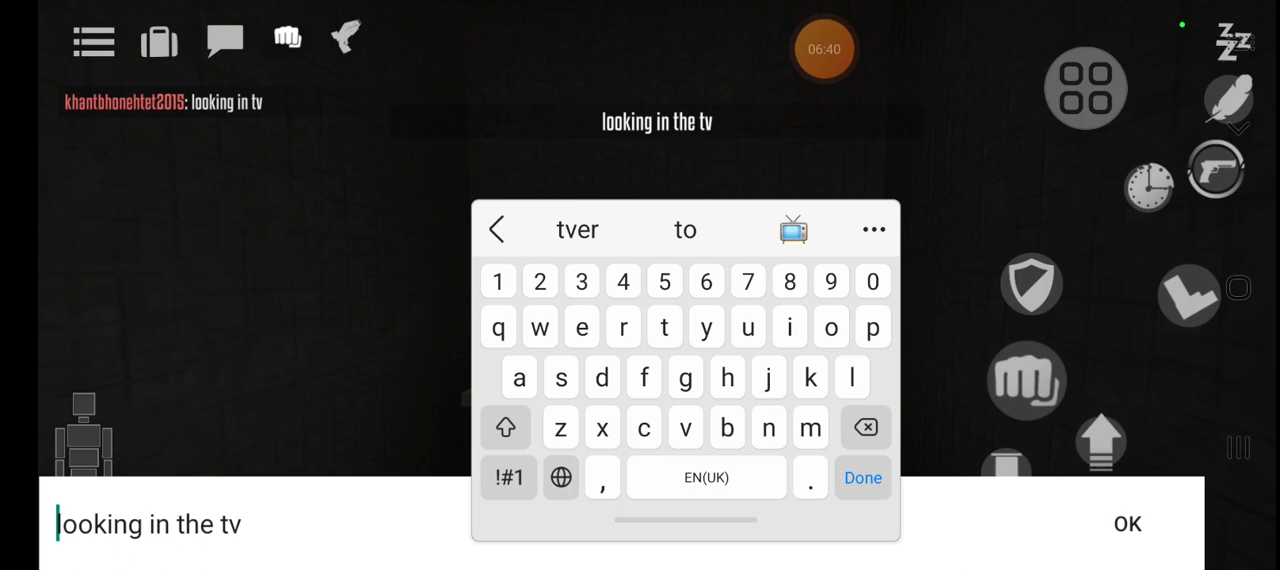 06:40
khantbhonehtet2015: looking in tv
looking in the tv
tver to
1 2 3 4 5 6 7 8 9 0
q w e r t y u i o p
a s d f g h j k l
z x c v b n m
!#1 , EN(UK) . Done
looking in the tv
OK